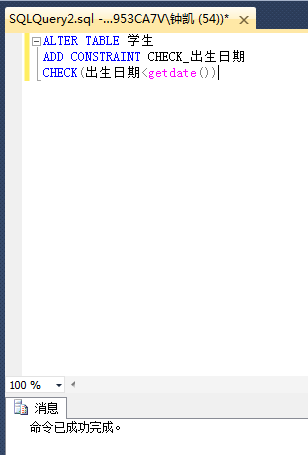 SQLQuery2.sql -...953CA7V\钟凯 (54))*
ALTER TABLE 学生
ADD CONSTRAINT CHECK_出生日期
CHECK(出生日期<getdate())
100 %
消息
命令已成功完成。